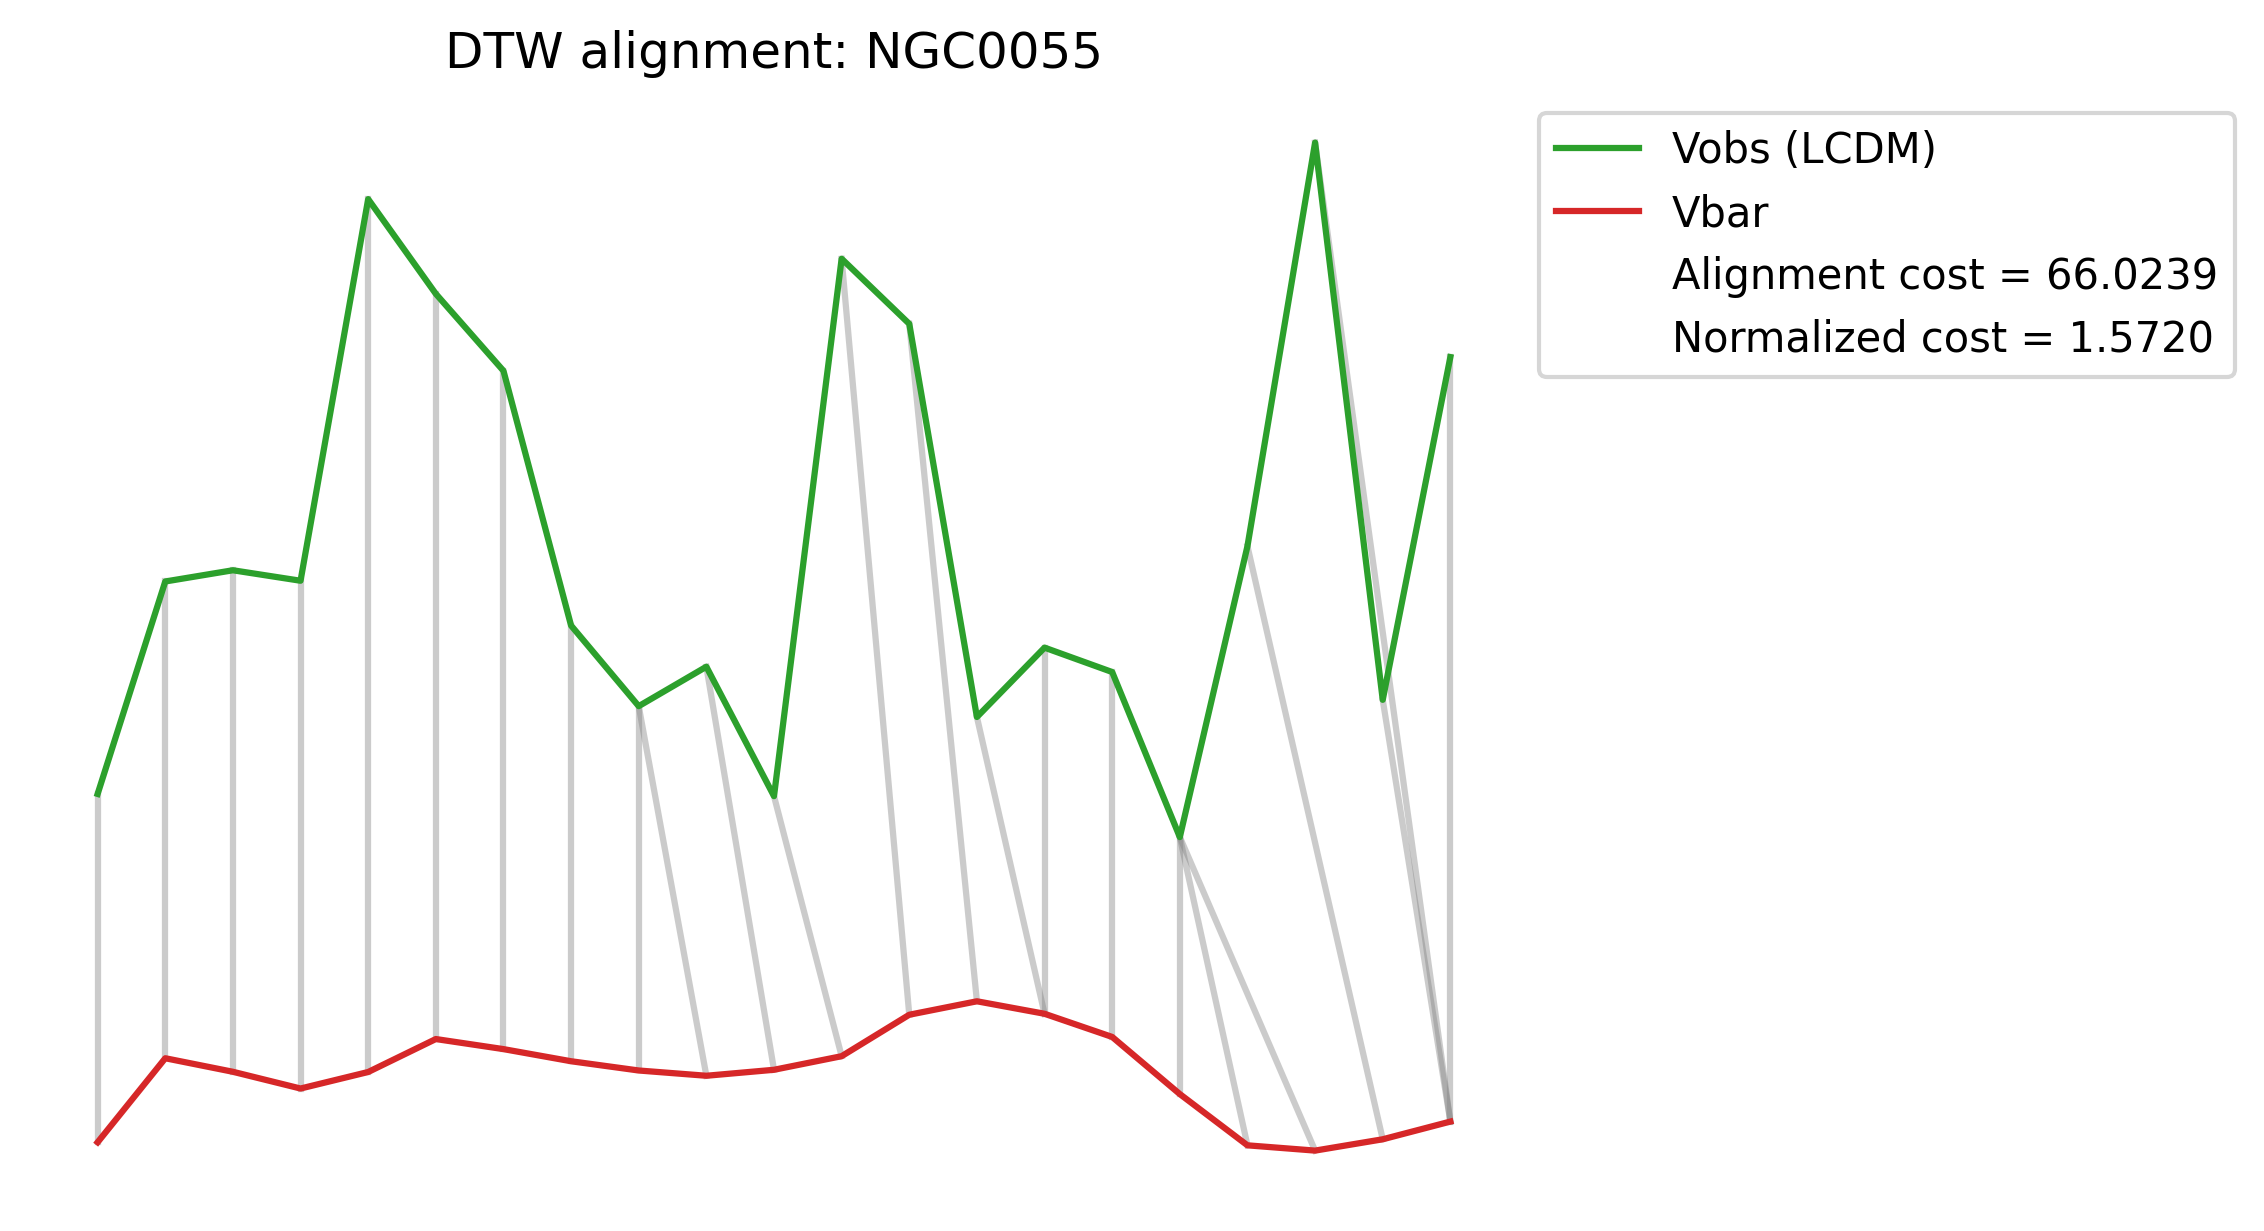 DTW alignment: NGC0055
Vobs (LCDM)
Vbar
Alignment cost = 66.0239
Normalized cost = 1.5720